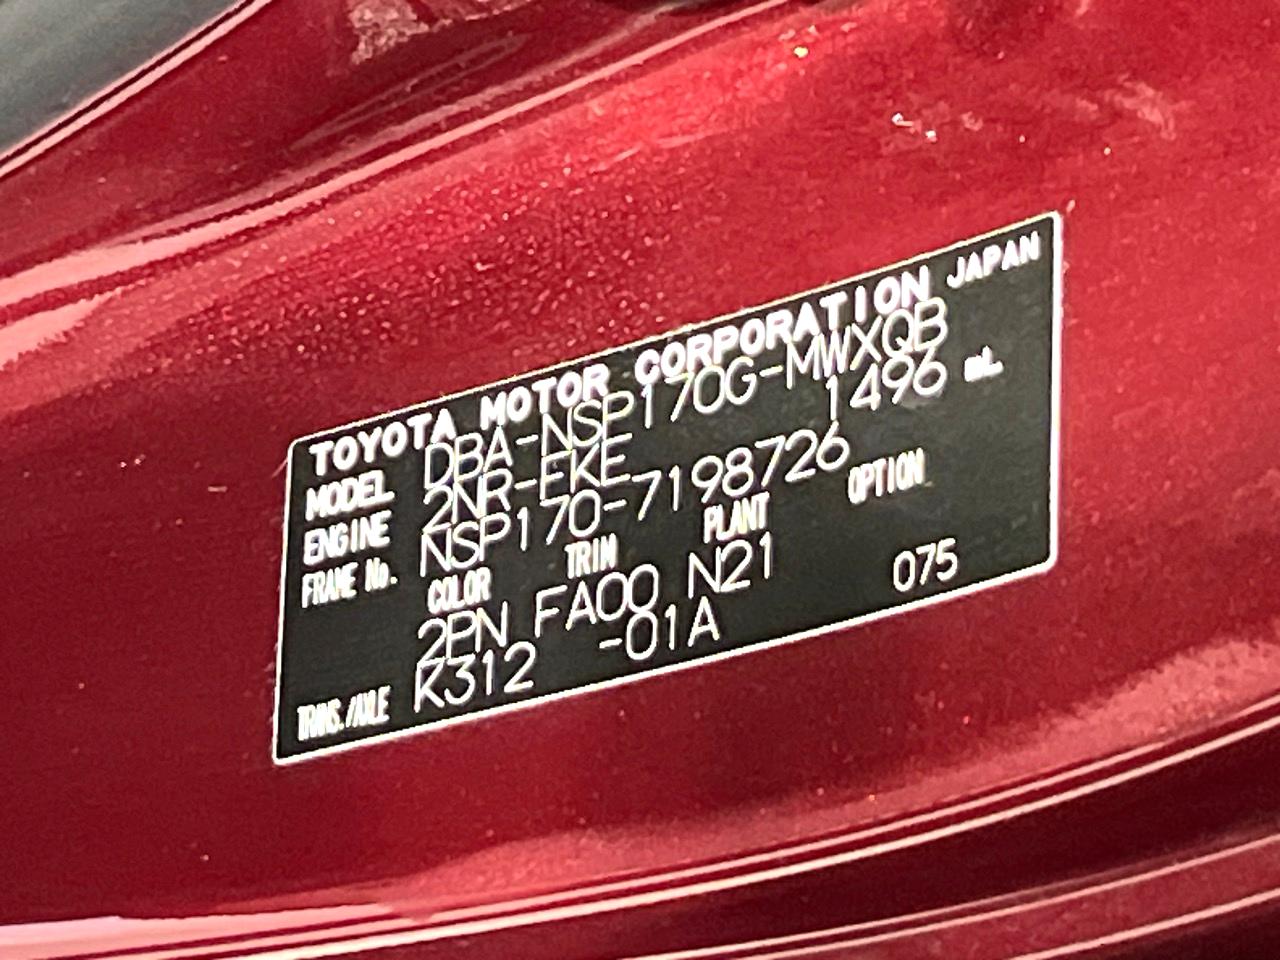 TOYOTA MOTOR CORPORATION JAPAN
MODEL DBA-NSP170G-MWXQB
ENGINE 2NR-FKE 1496 mL
FRAME No. NSP170-7198726
COLOR TRIM PLANT OPTION
2PN FA00 N21
TRANS./AXLE K312 -01A 075